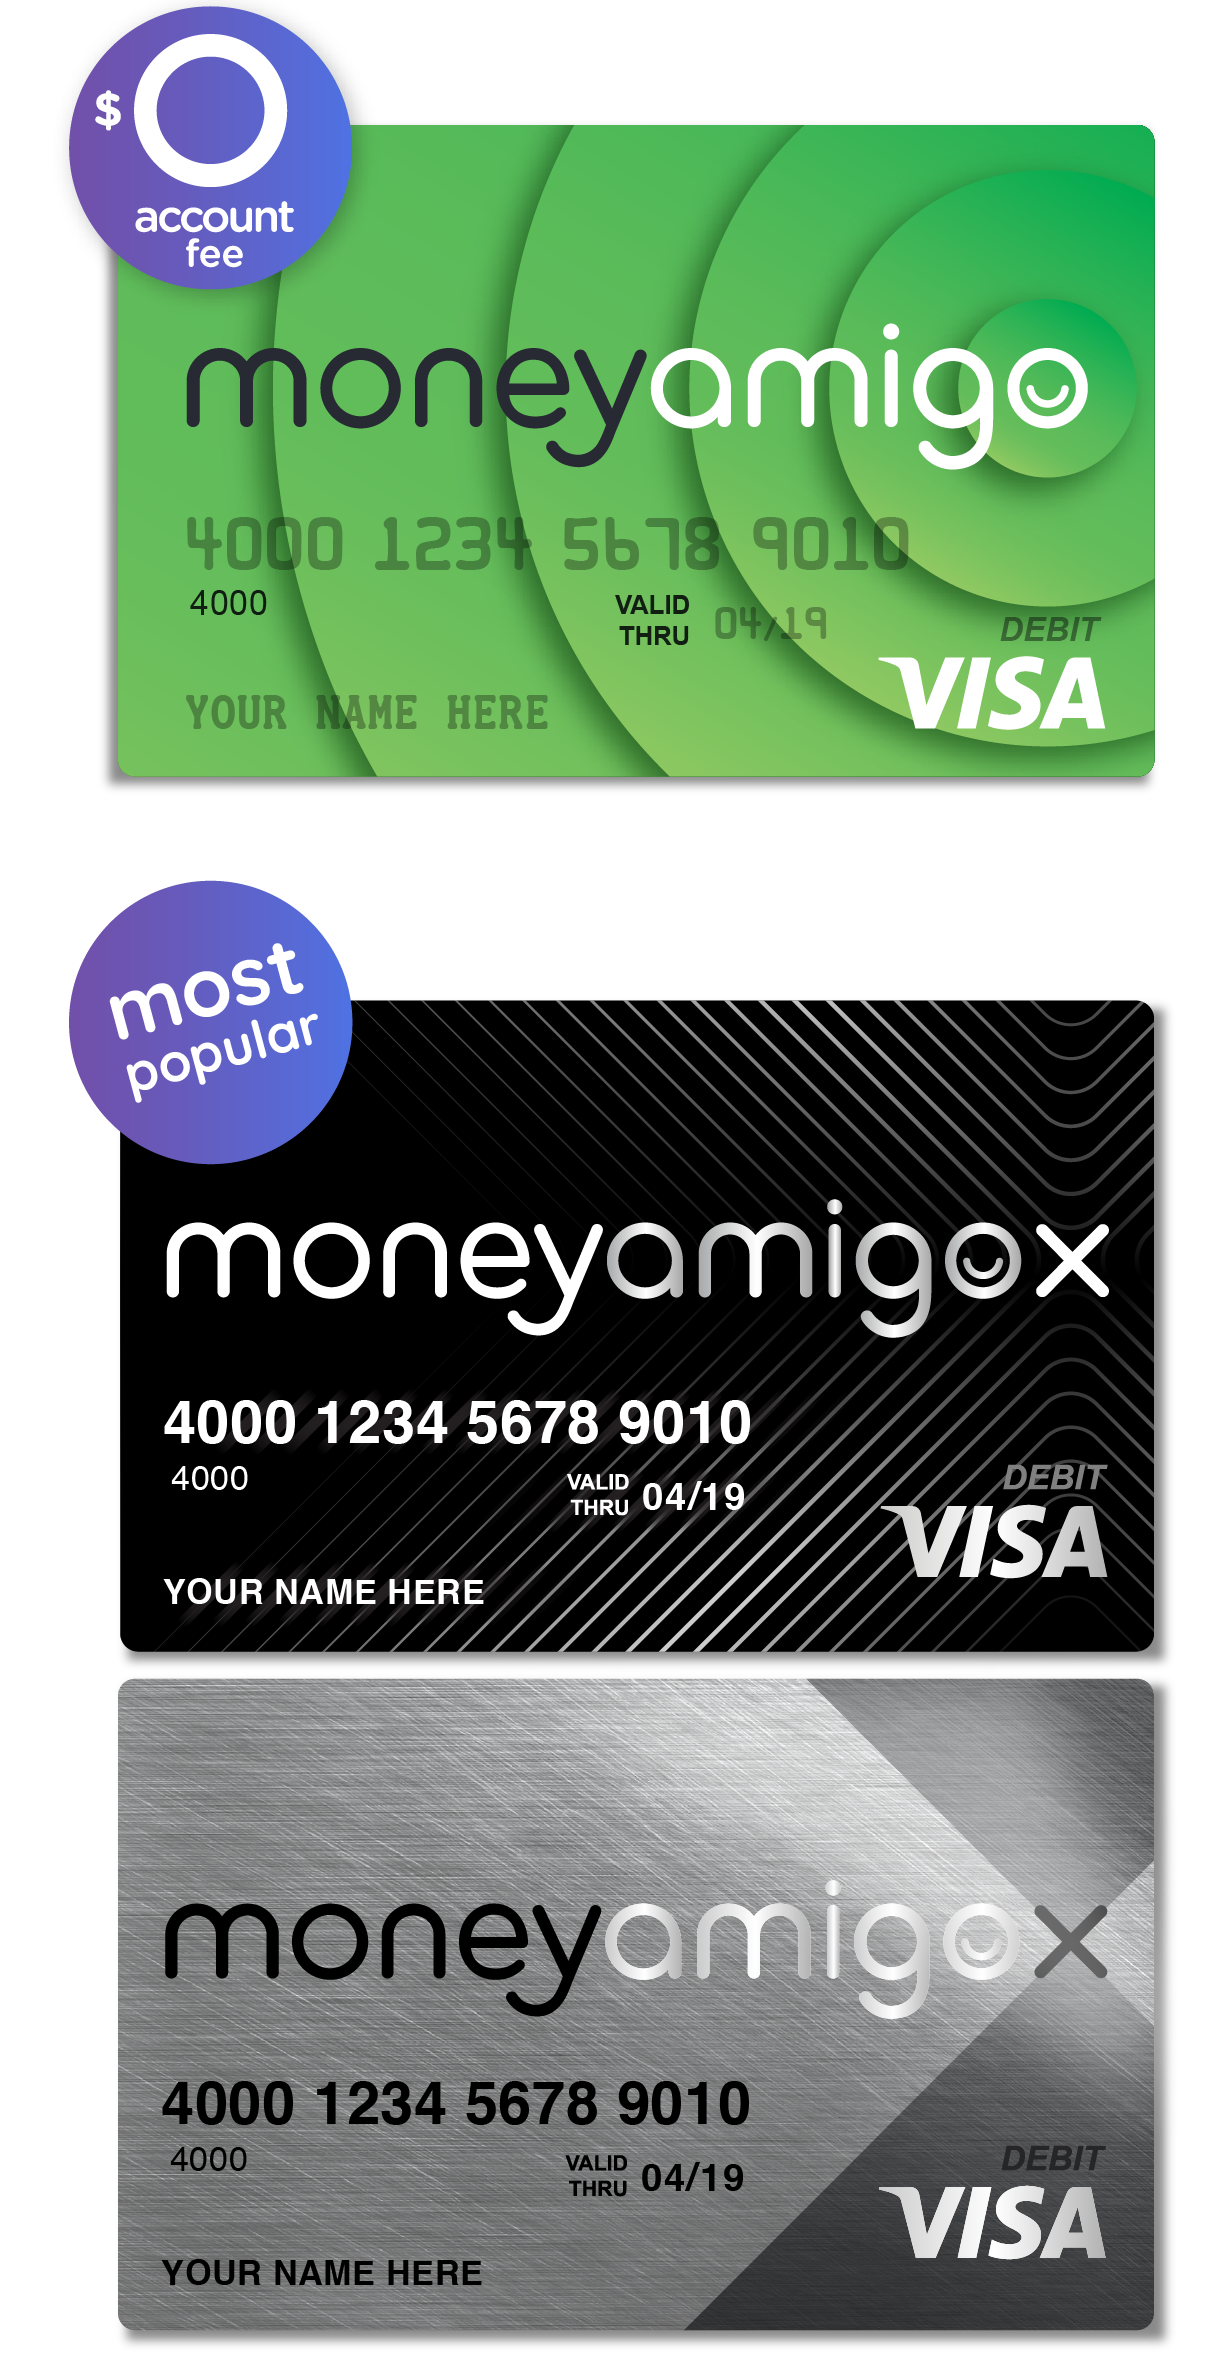 $0
account
fee
moneyamigo
4000 1234 5678 9010
4000
VALID
THRU 04/19
DEBIT
VISA
YOUR NAME HERE
most
popular
moneyamigox
4000 1234 5678 9010
4000
VALID
THRU 04/19
DEBIT
VISA
YOUR NAME HERE
moneyamigox
4000 1234 5678 9010
4000
VALID
THRU 04/19
DEBIT
VISA
YOUR NAME HERE